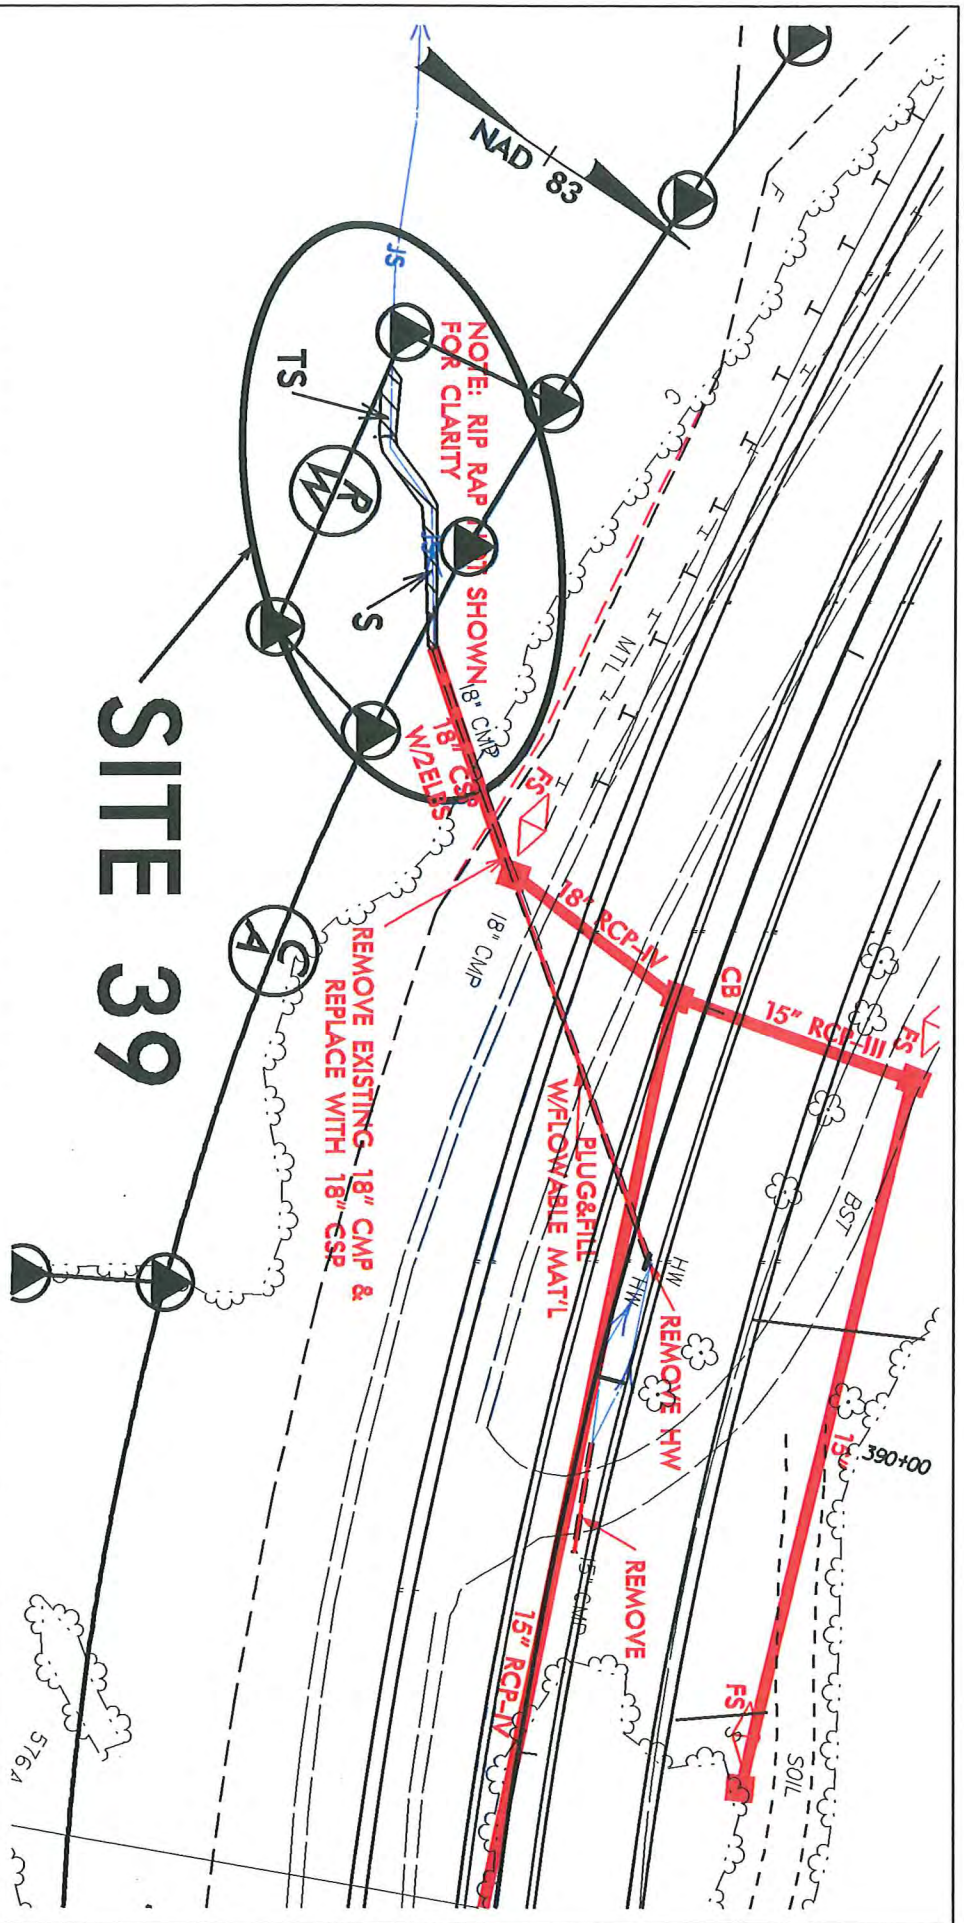 NAD 83
JS
NOTE: RIP RAP NOT SHOWN
FOR CLARITY
TS
R
W
JS
S
C
F
MTL
18" CMP
18" CSP
W/2ELBS
FS
SITE 39
C
A
REMOVE EXISTING 18" CMP &
REPLACE WITH 18" CSP
18" CMP
18" RCP-IV
CB
15" RCP-III
FS
PLUG&FILL
W/FLOWABLE MAT'L
BST
HW
HW
REMOVE HW
15"
390+00
REMOVE
15" CMP
15" RCP-IV
FS
SOIL